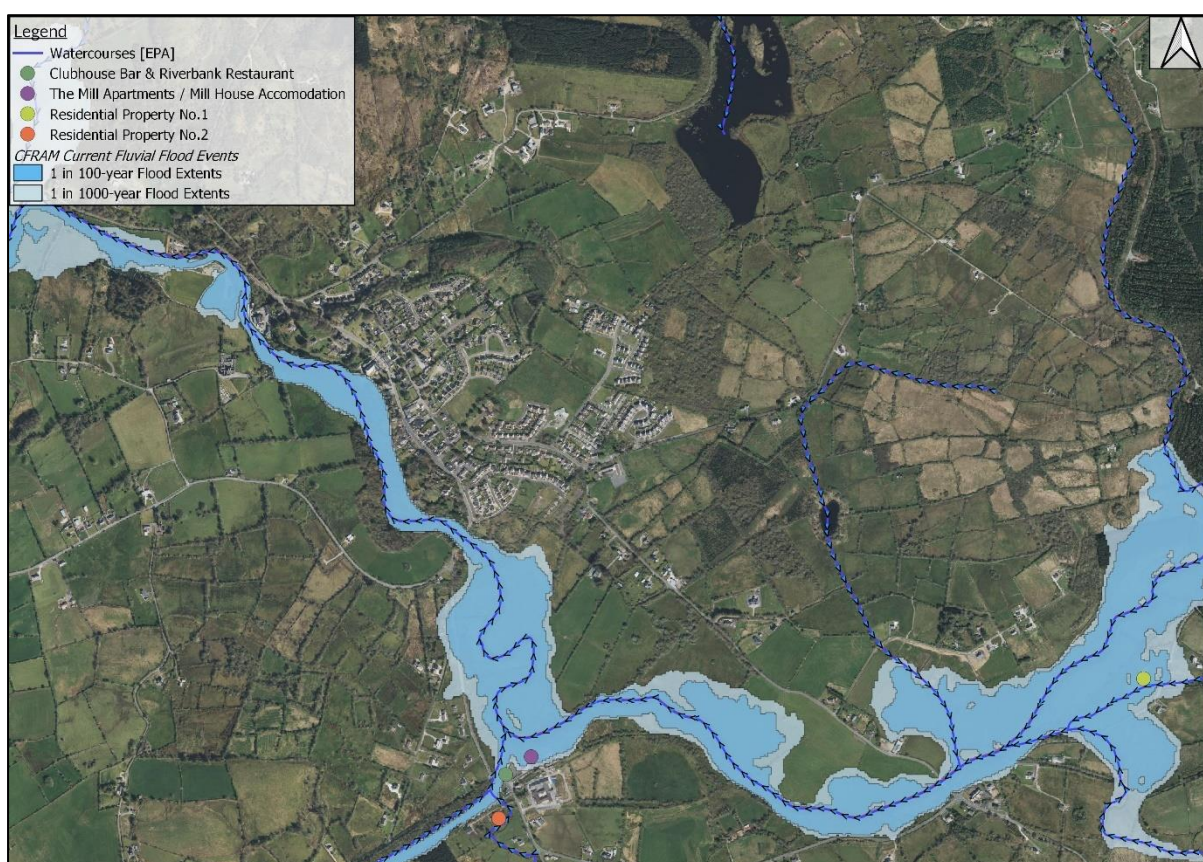 Legend
Watercourses [EPA]
Clubhouse Bar & Riverbank Restaurant
The Mill Apartments / Mill House Accomodation
Residential Property No.1
Residential Property No.2
CFRAM Current Fluvial Flood Events
1 in 100-year Flood Extents
1 in 1000-year Flood Extents